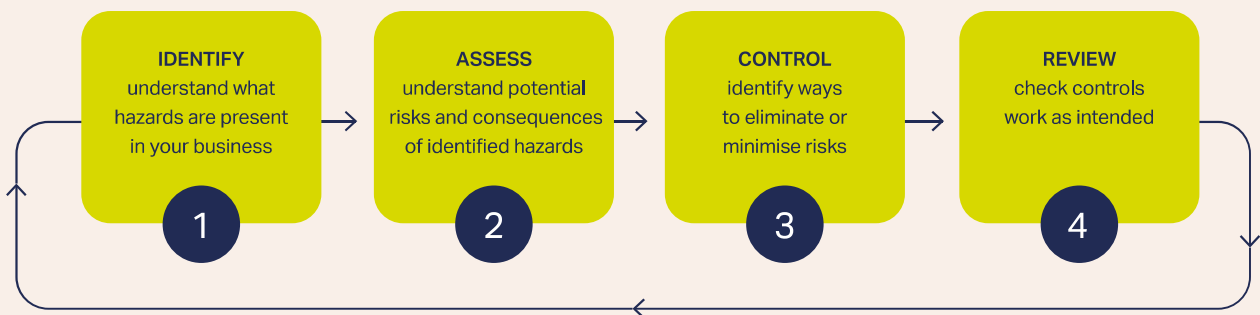 IDENTIFY
understand what
hazards are present
in your business
1
ASSESS
understand potential
risks and consequences
of identified hazards
2
CONTROL
identify ways
to eliminate or
minimise risks
3
REVIEW
check controls
work as intended
4